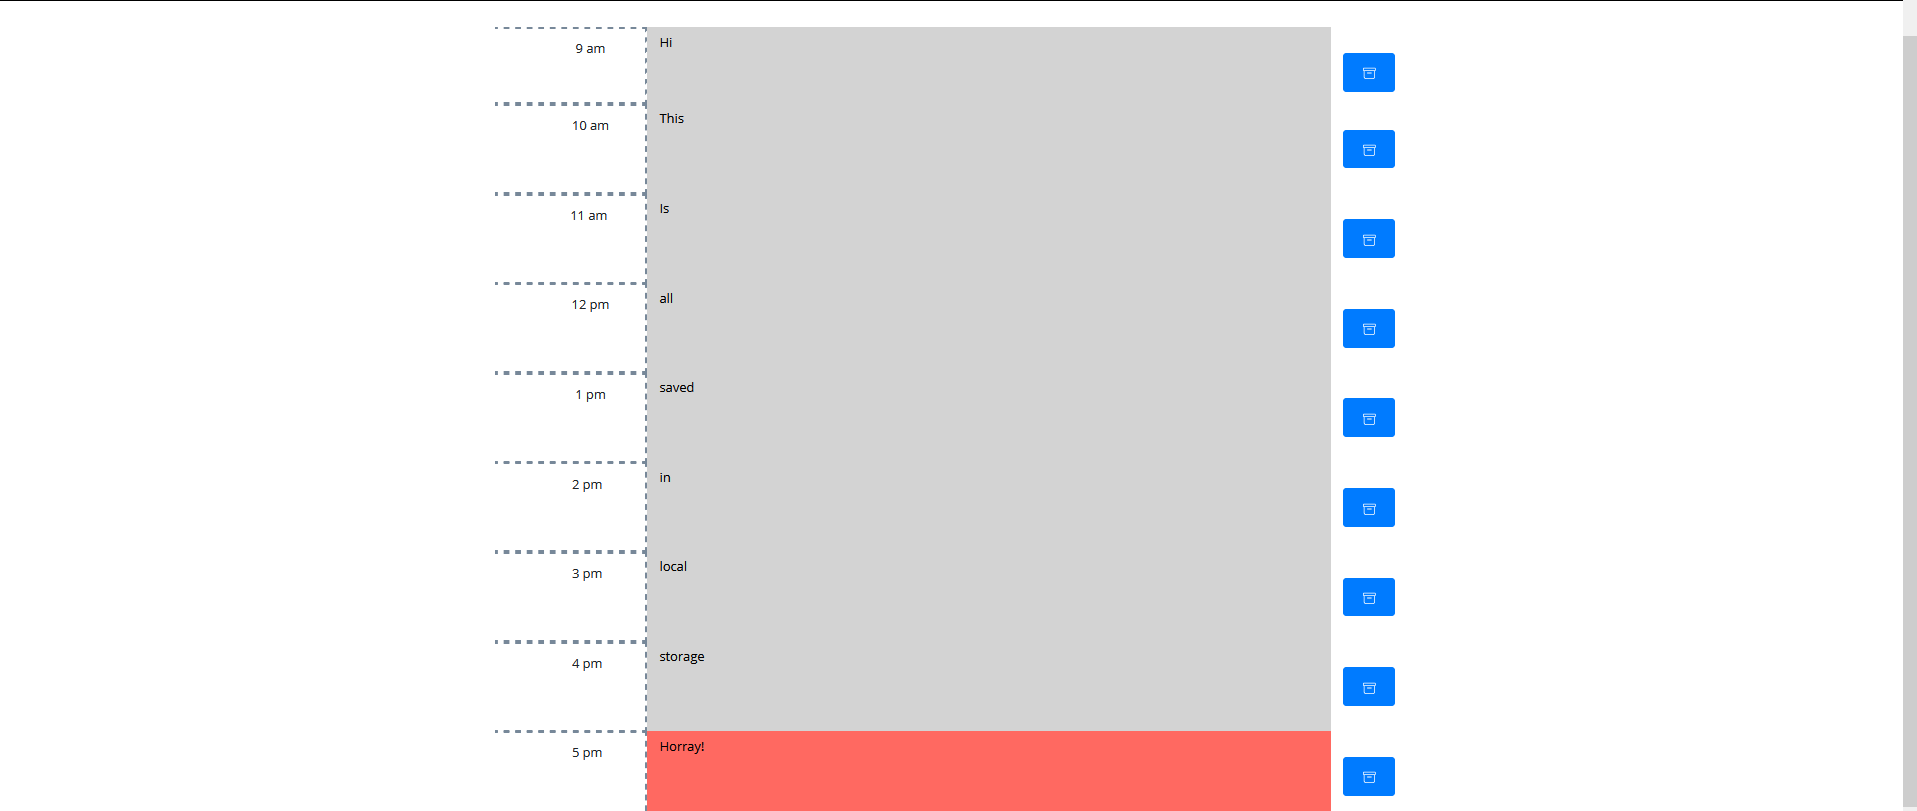 9 am Hi
10 am This
11 am Is
12 pm all
1 pm saved
2 pm in
3 pm local
4 pm storage
5 pm Horray!